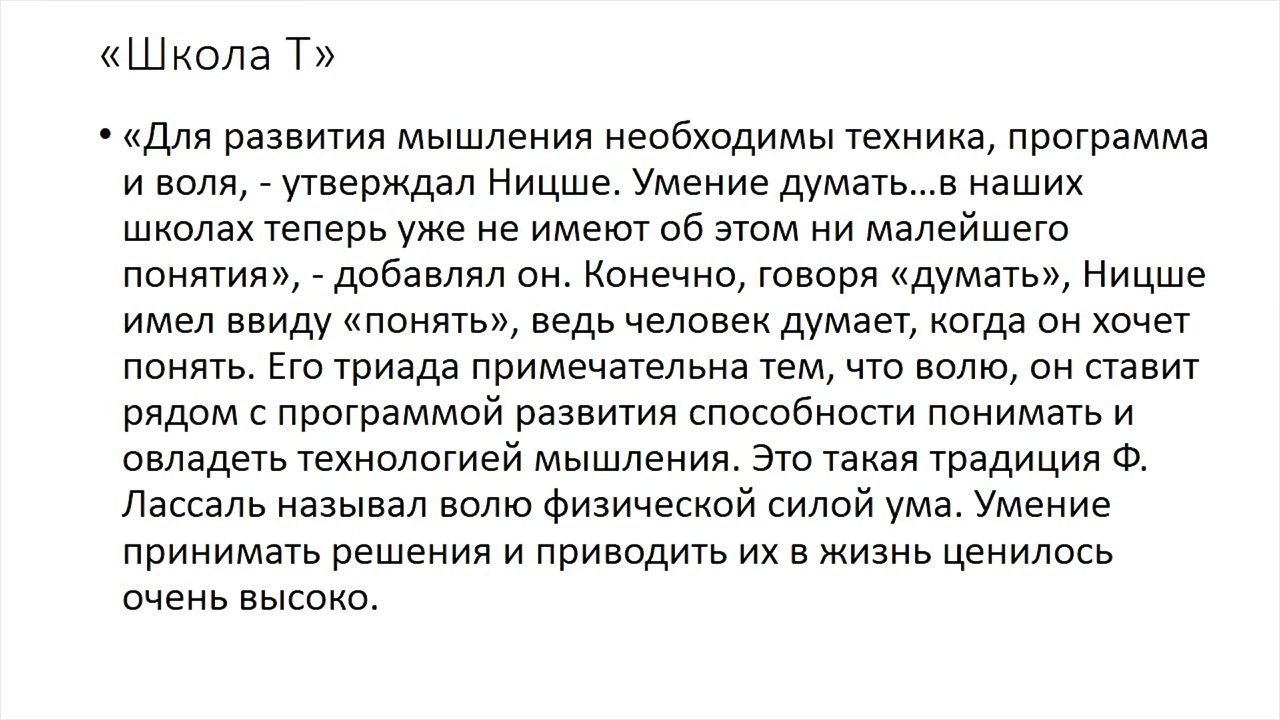 «Школа Т»
• «Для развития мышления необходимы техника, программа
и воля, - утверждал Ницше. Умение думать…в наших
школах теперь уже не имеют об этом ни малейшего
понятия», - добавлял он. Конечно, говоря «думать», Ницше
имел ввиду «понять», ведь человек думает, когда он хочет
понять. Его триада примечательна тем, что волю, он ставит
рядом с программой развития способности понимать и
овладеть технологией мышления. Это такая традиция Ф.
Лассаль называл волю физической силой ума. Умение
принимать решения и приводить их в жизнь ценилось
очень высоко.